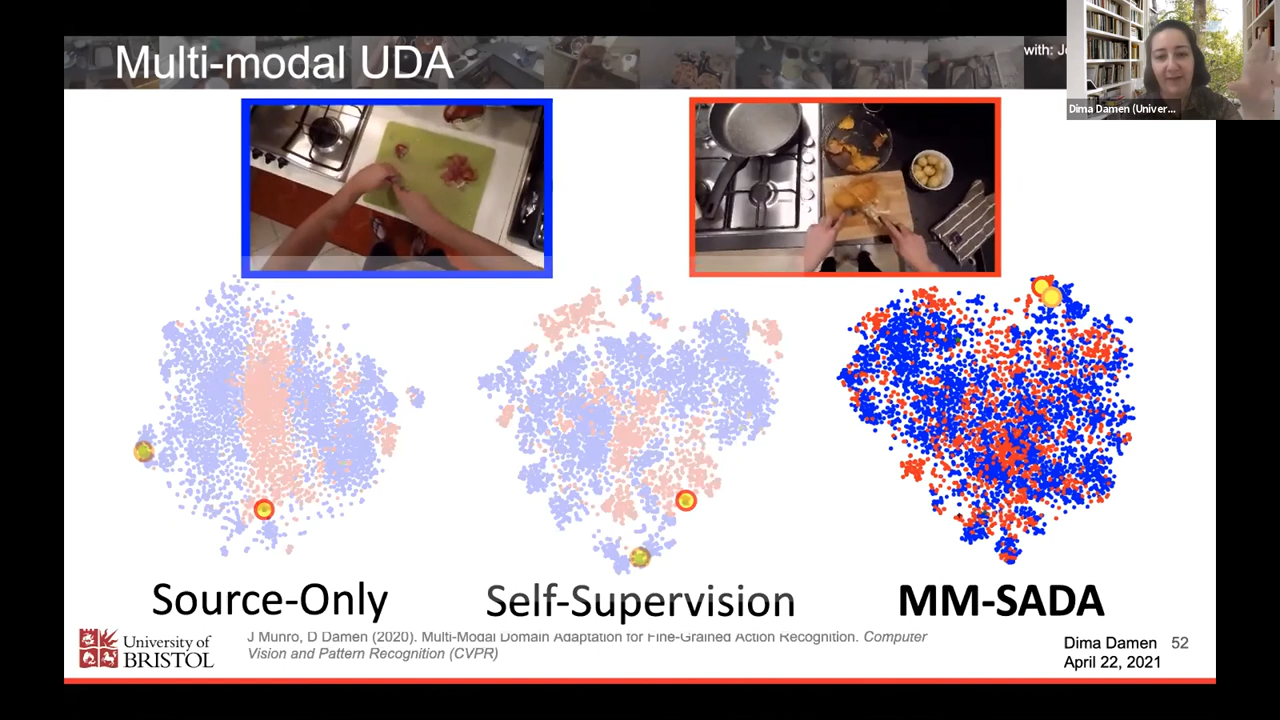 Multi-modal UDA
with:
Dima Damen (Univer...
Source-Only
Self-Supervision
MM-SADA
University of
BRISTOL
J Munro, D Damen (2020). Multi-Modal Domain Adaptation for Fine-Grained Action Recognition. Computer
Vision and Pattern Recognition (CVPR)
Dima Damen 52
April 22, 2021